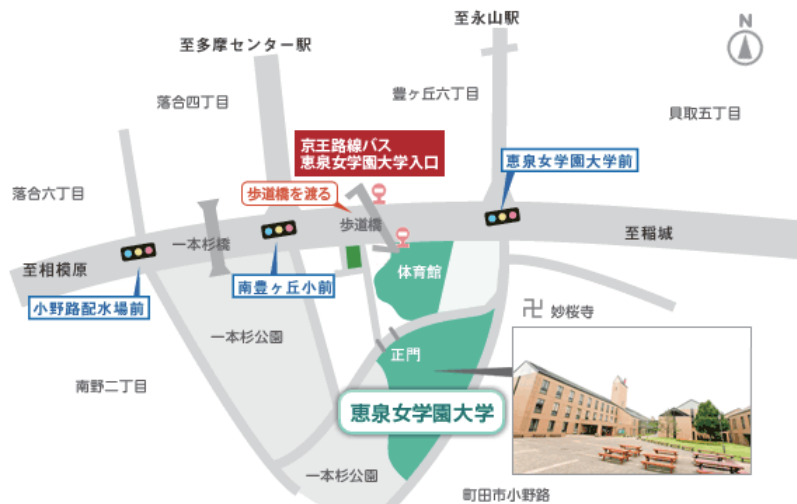 至永山駅
N
至多摩センター駅
落合四丁目
豊ヶ丘六丁目
貝取五丁目
京王路線バス
恵泉女学園大学入口
恵泉女学園大学前
落合六丁目
歩道橋を渡る
歩道橋
一本杉橋
至稲城
至相模原
体育館
南豊ヶ丘小前
小野路配水場前
卍 妙桜寺
一本杉公園
正門
南野二丁目
恵泉女学園大学
一本杉公園
町田市小野路